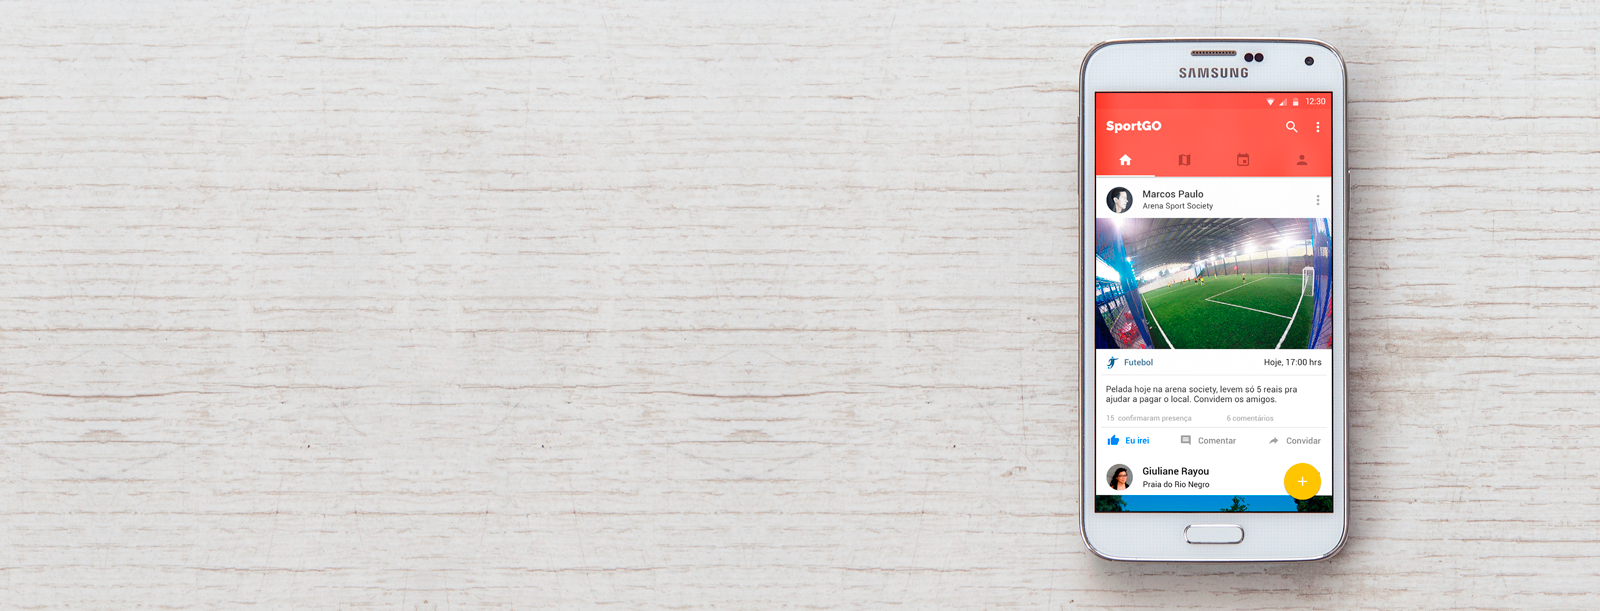 SAMSUNG
12:30
SportGO
Marcos Paulo
Arena Sport Society
Futebol
Hoje, 17:00 hrs
Pelada hoje na arena society, levem só 5 reais pra
ajudar a pagar o local. Convidem os amigos.
15 confirmaram presença
6 comentários
Eu irei
Comentar
Convidar
Giuliane Rayou
Praia do Rio Negro